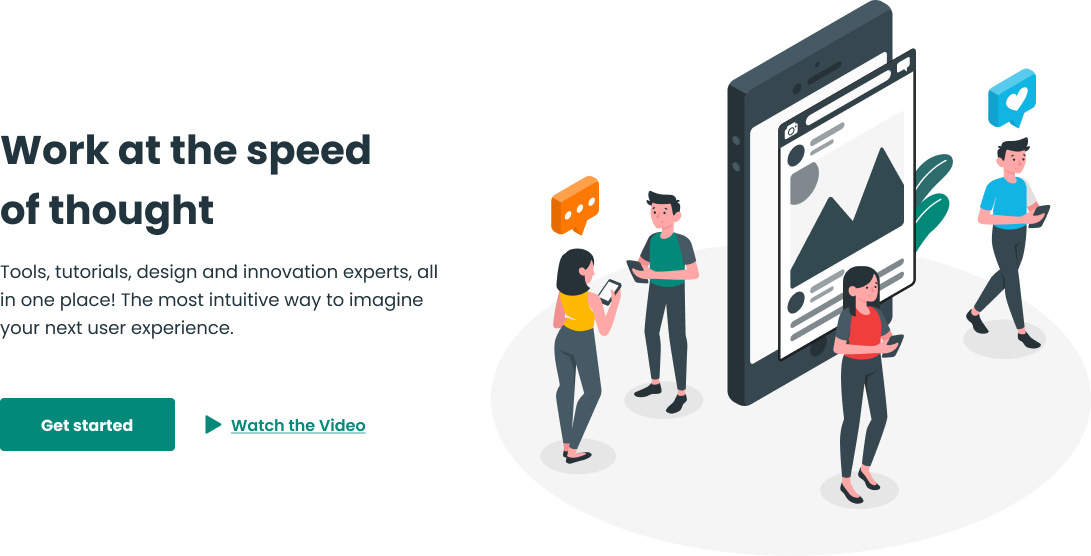 Work at the speed
of thought
Tools, tutorials, design and innovation experts, all
in one place! The most intuitive way to imagine
your next user experience.
Get started
Watch the Video